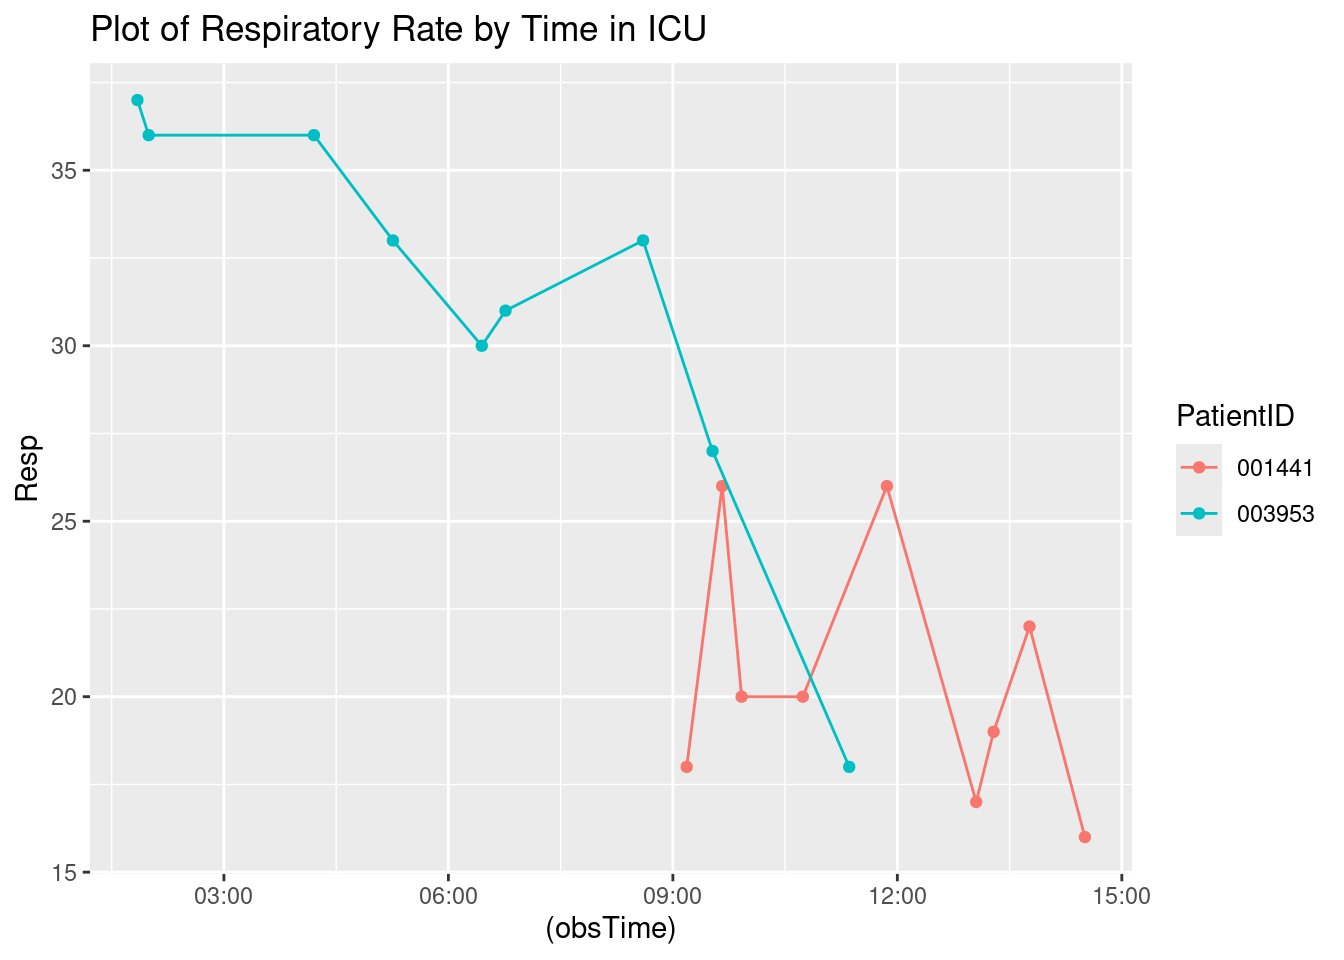 Plot of Respiratory Rate by Time in ICU
Resp
35
30
25
20
15
03:00 06:00 09:00 12:00 15:00
(obsTime)
PatientID
001441
003953